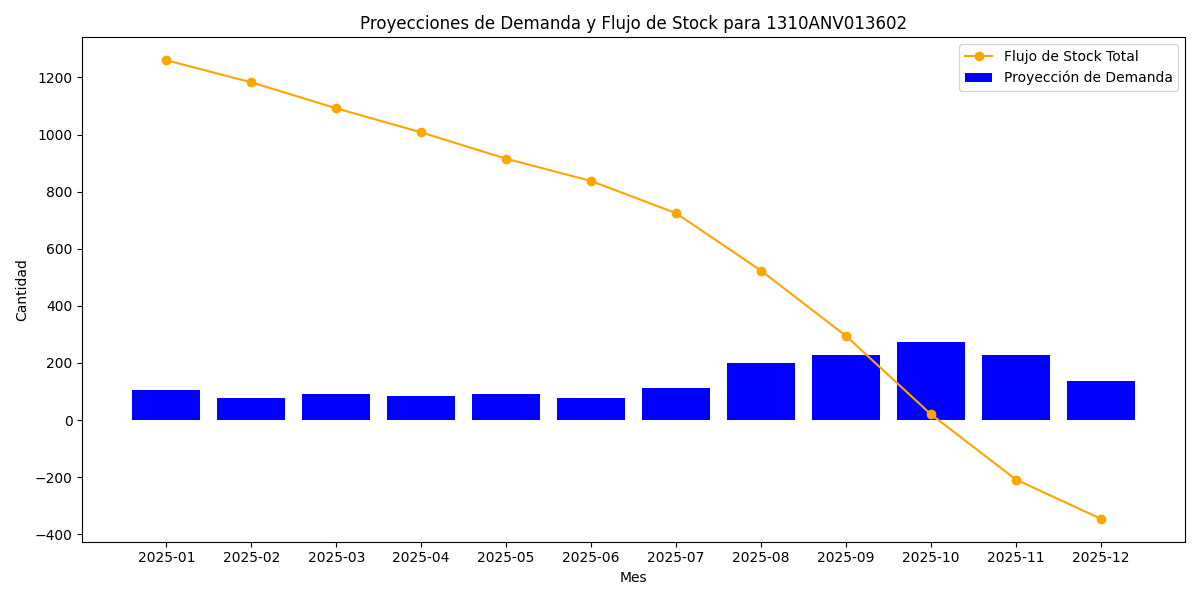 Proyecciones de Demanda y Flujo de Stock para 1310ANV013602
Flujo de Stock Total
Proyección de Demanda
Cantidad
1200
1000
800
600
400
200
0
−200
−400
2025-01 2025-02 2025-03 2025-04 2025-05 2025-06 2025-07 2025-08 2025-09 2025-10 2025-11 2025-12
Mes